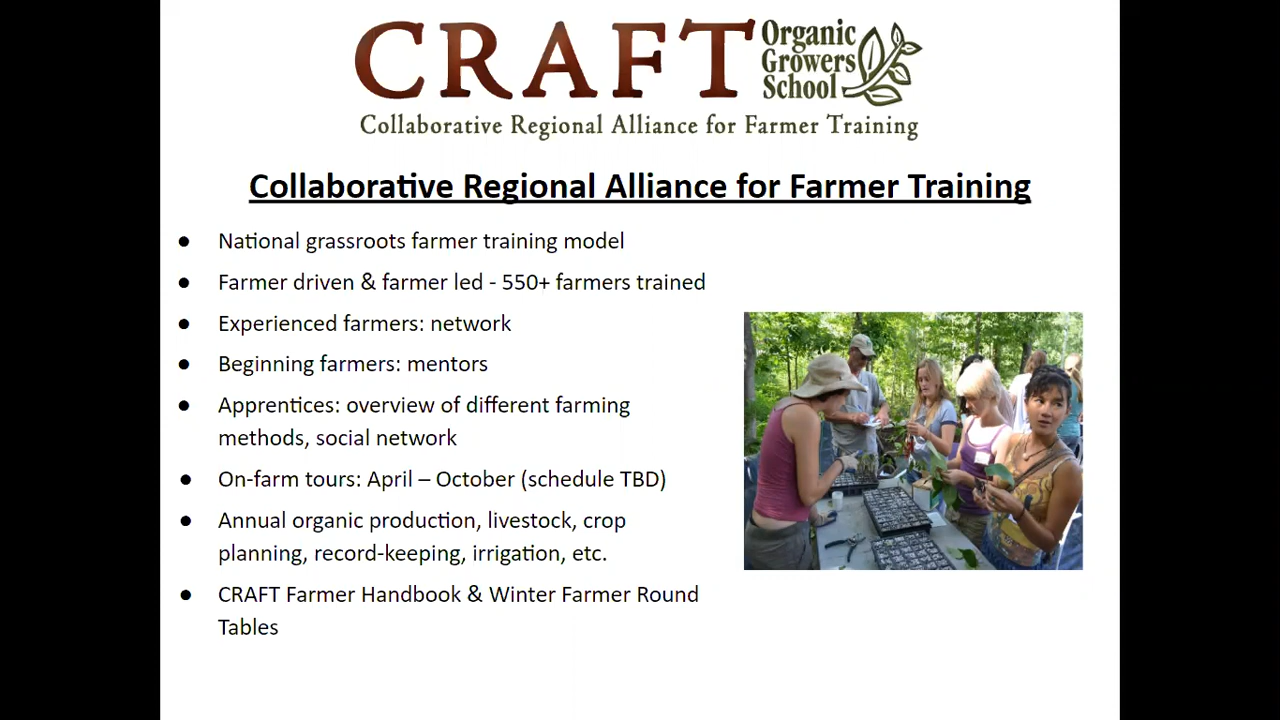 CRAFT
Organic
Growers
School
Collaborative Regional Alliance for Farmer Training
Collaborative Regional Alliance for Farmer Training
● National grassroots farmer training model
● Farmer driven & farmer led - 550+ farmers trained
● Experienced farmers: network
● Beginning farmers: mentors
● Apprentices: overview of different farming
methods, social network
● On-farm tours: April – October (schedule TBD)
● Annual organic production, livestock, crop
planning, record-keeping, irrigation, etc.
● CRAFT Farmer Handbook & Winter Farmer Round
Tables